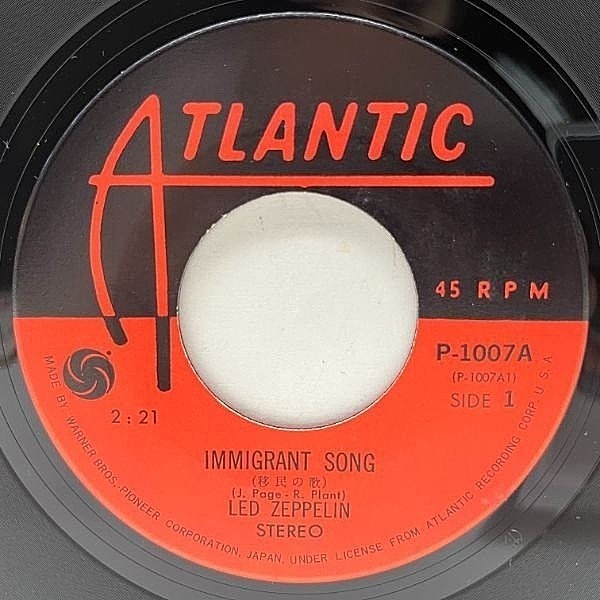 ATLANTIC
45 RPM
P-1007A
(P-1007A1)
SIDE 1
2:21
IMMIGRANT SONG
(移民の歌)
(J. Page - R. Plant)
LED ZEPPELIN
STEREO
MADE BY WARNER BROS.-PIONEER CORPORATION, JAPAN, UNDER LICENSE FROM ATLANTIC RECORDING CORP. U.S.A.